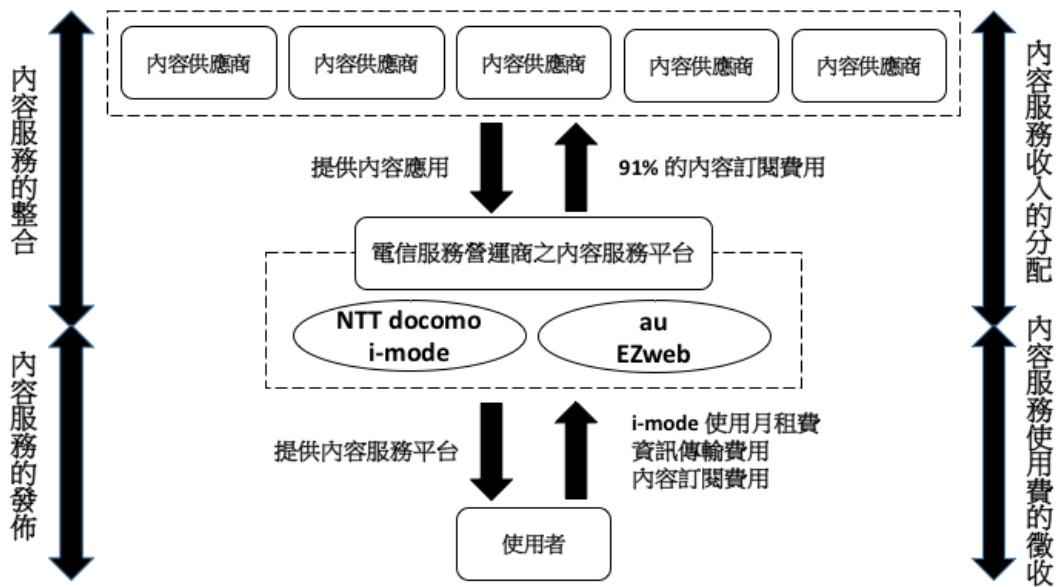 內容供應商
內容供應商
內容供應商
內容供應商
內容供應商
內容服務的整合
內容服務收入的分配
提供內容應用
91% 的內容訂閱費用
電信服務營運商之內容服務平台
NTT docomo
i-mode
au
EZweb
內容服務的發佈
內容服務使用費的徵收
提供內容服務平台
i-mode 使用月租費
資訊傳輸費用
內容訂閱費用
使用者